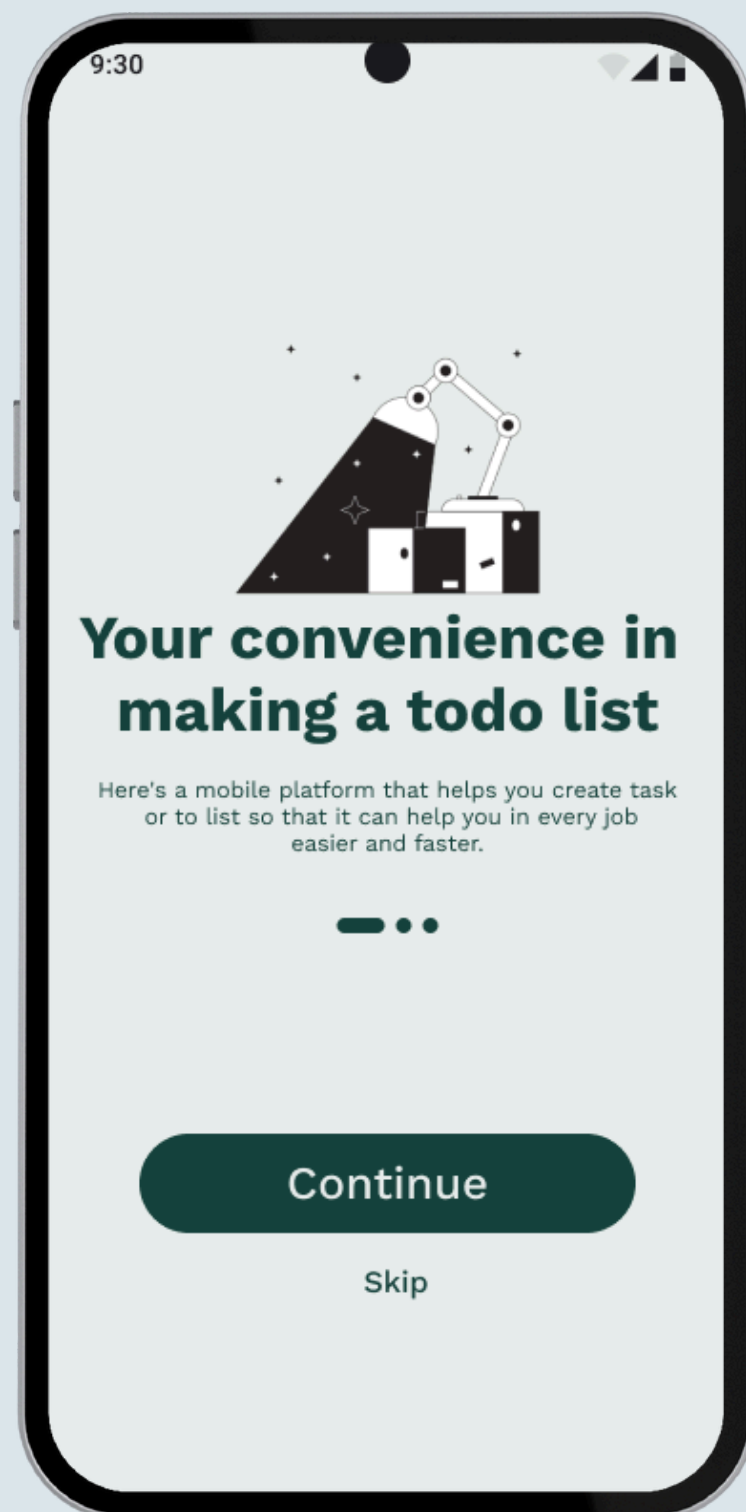 9:30
Your convenience in
making a todo list
Here's a mobile platform that helps you create task
or to list so that it can help you in every job
easier and faster.
Continue
Skip